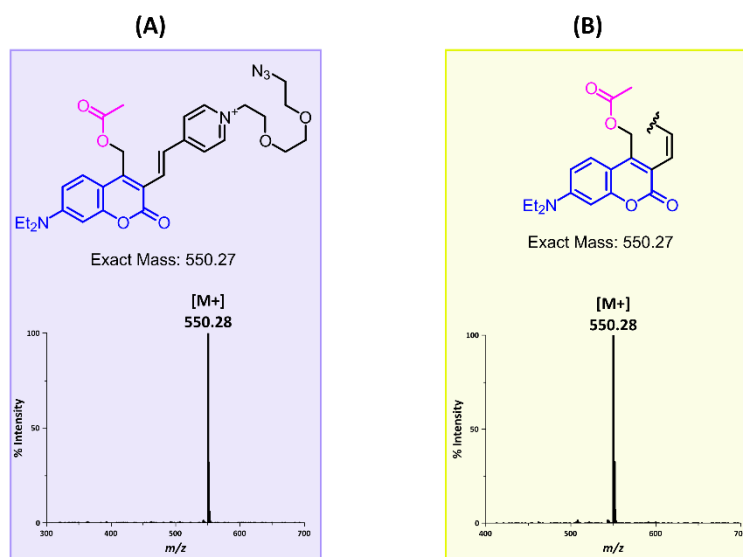 (A)
N3
O
O
N+
O
O
O
O
Et2N
Exact Mass: 550.27
[M+]
550.28
100
50
0
% Intensity
300
400
500
600
700
m/z
(B)
O
O
O
O
Et2N
Exact Mass: 550.27
[M+]
550.28
100
50
0
% Intensity
400
500
600
700
m/z